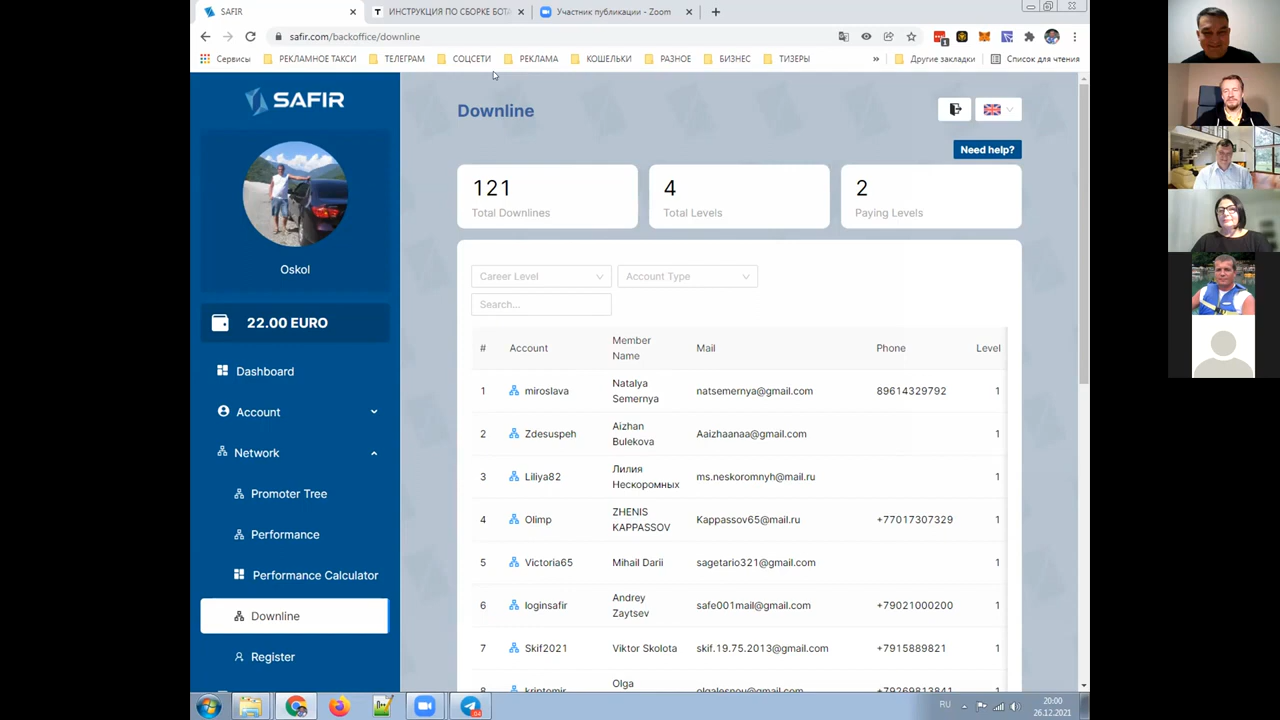 SAFIR
ИНСТРУКЦИЯ ПО СБОРКЕ БОТА
Участник публикации - Zoom
safir.com/backoffice/downline
Сервисы
РЕКЛАМНОЕ ТАКСИ
ТЕЛЕГРАМ
СОЦСЕТИ
РЕКЛАМА
КОШЕЛЬКИ
РАЗНОЕ
БИЗНЕС
ТИЗЕРЫ
»
Другие закладки
Список для чтения
SAFIR
Oskol
22.00 EURO
Dashboard
Account
Network
Promoter Tree
Performance
Performance Calculator
Downline
Register
Downline
Need help?
121
Total Downlines
4
Total Levels
2
Paying Levels
Career Level
Account Type
Search...
# Account Member Name Mail Phone Level
1 miroslava Natalya Semernya natsemernya@gmail.com 89614329792 1
2 Zdesuspeh Aizhan Bulekova Aaizhaanaa@gmail.com 1
3 Liliya82 Лилия Нескоромных ms.neskoromnyh@mail.ru 1
4 Olimp ZHENIS KAPPASSOV Kappassov65@mail.ru +77017307329 1
5 Victoria65 Mihail Darii sagetario321@gmail.com 1
6 loginsafir Andrey Zaytsev safe001mail@gmail.com +79021000200 1
7 Skif2021 Viktor Skolota skif.19.75.2013@gmail.com +7915889821 1
8 kriptomir Olga olgalesnou@gmail.com +79269813841 1
RU
20:00
26.12.2021